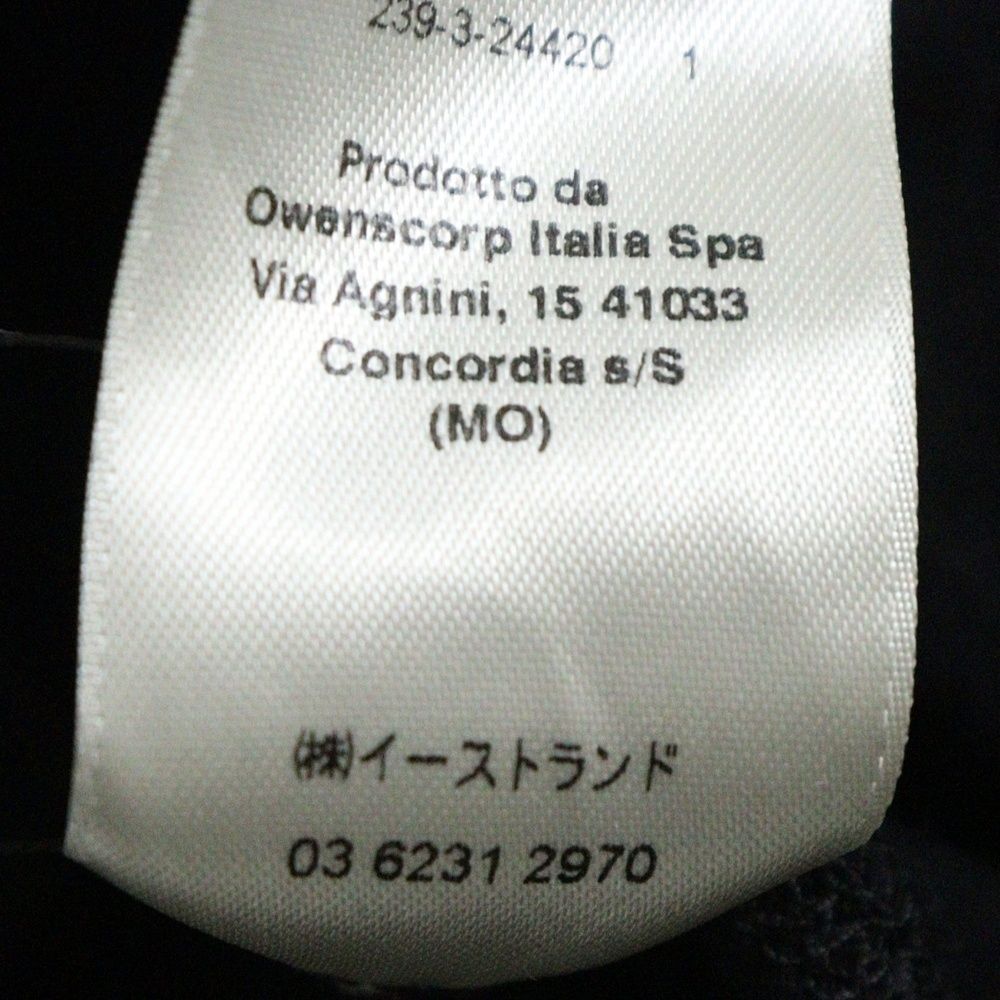 239-3-24420 1
Prodotto da
Owenscorp Italia Spa
Via Agnini, 15 41033
Concordia s/S
(MO)
㈱イーストランド
03 6231 2970